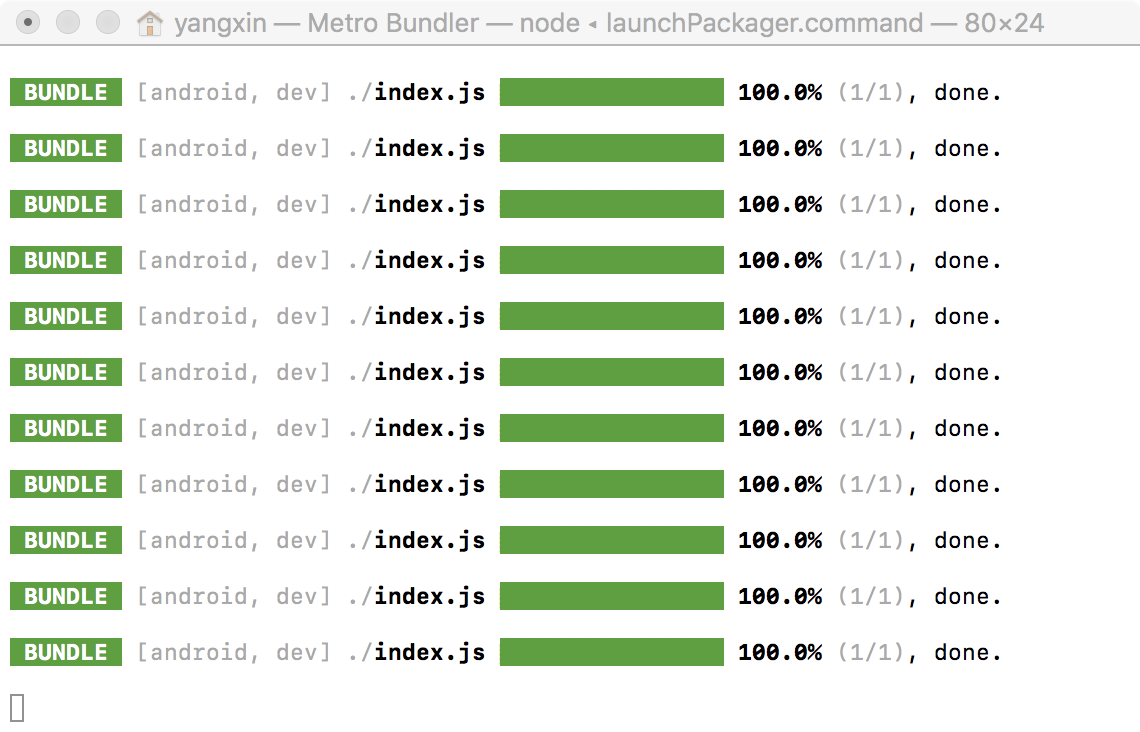 yangxin — Metro Bundler — node ◂ launchPackager.command — 80×24
BUNDLE [android, dev] ./index.js 100.0% (1/1), done.
BUNDLE [android, dev] ./index.js 100.0% (1/1), done.
BUNDLE [android, dev] ./index.js 100.0% (1/1), done.
BUNDLE [android, dev] ./index.js 100.0% (1/1), done.
BUNDLE [android, dev] ./index.js 100.0% (1/1), done.
BUNDLE [android, dev] ./index.js 100.0% (1/1), done.
BUNDLE [android, dev] ./index.js 100.0% (1/1), done.
BUNDLE [android, dev] ./index.js 100.0% (1/1), done.
BUNDLE [android, dev] ./index.js 100.0% (1/1), done.
BUNDLE [android, dev] ./index.js 100.0% (1/1), done.
BUNDLE [android, dev] ./index.js 100.0% (1/1), done.